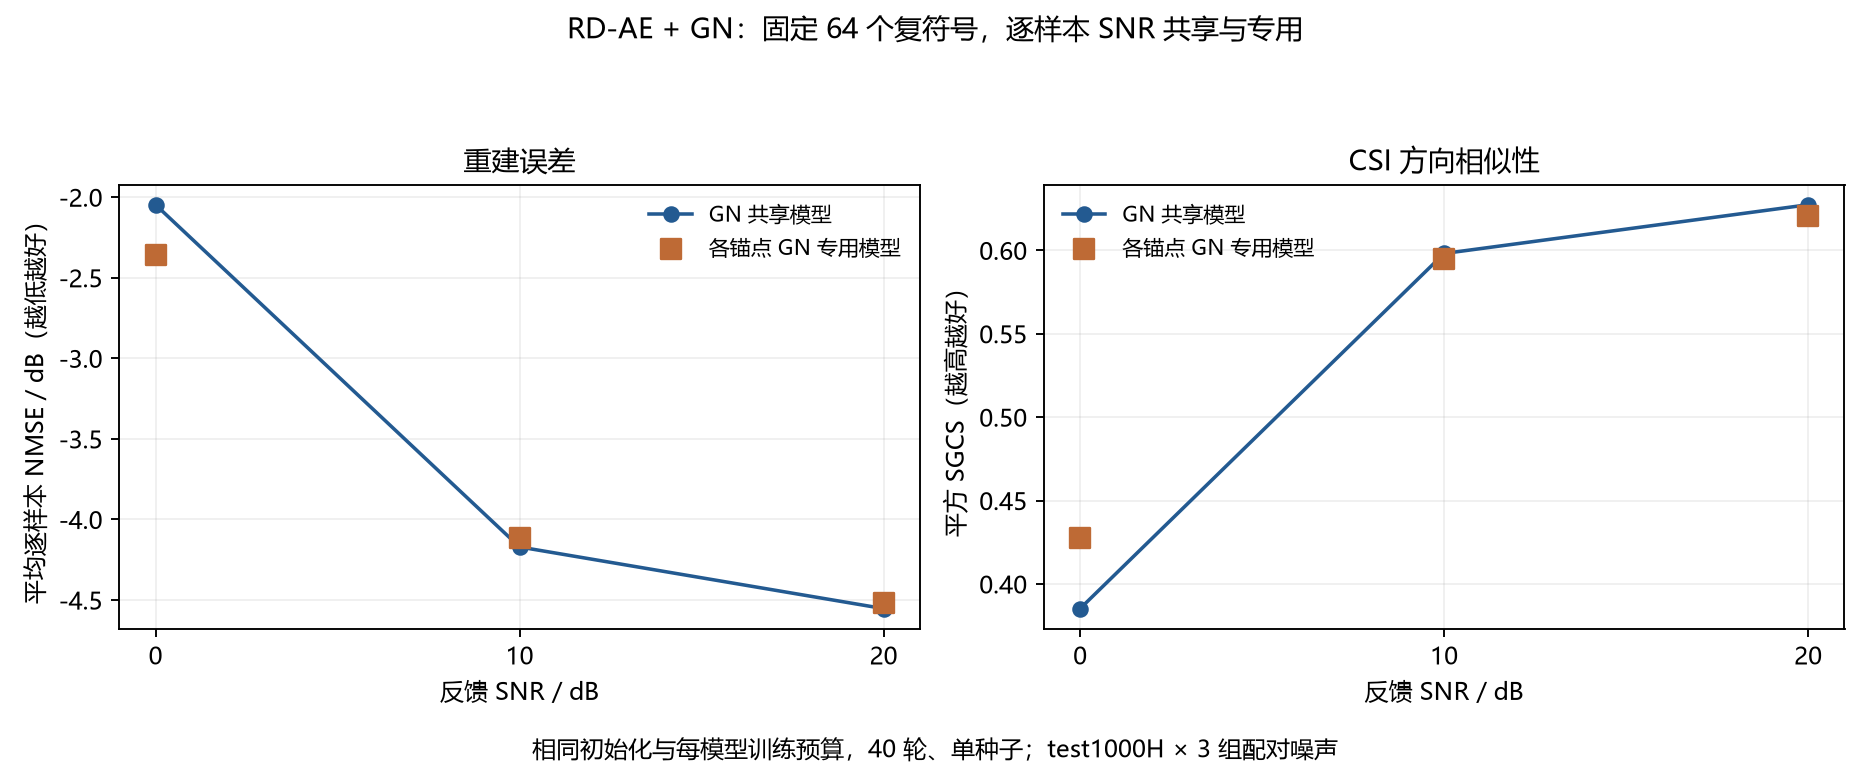 RD-AE + GN：固定 64 个复符号，逐样本 SNR 共享与专用
重建误差
平均逐样本 NMSE / dB（越低越好）
-2.0
-2.5
-3.0
-3.5
-4.0
-4.5
GN 共享模型
各锚点 GN 专用模型
0
10
20
反馈 SNR / dB
CSI 方向相似性
平方 SGCS（越高越好）
0.60
0.55
0.50
0.45
0.40
GN 共享模型
各锚点 GN 专用模型
0
10
20
反馈 SNR / dB
相同初始化与每模型训练预算，40 轮、单种子；test1000H × 3 组配对噪声